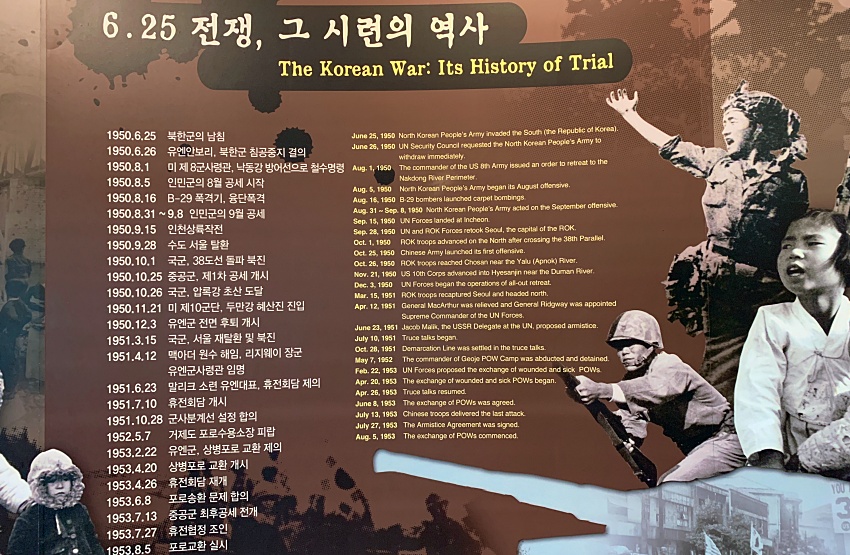 6.25 전쟁, 그 시련의 역사
The Korean War: Its History of Trial
1950.6.25 북한군의 남침
1950.6.26 유엔안보리, 북한군 침공중지 결의
1950.8.1 미 제8군사령관, 낙동강 방어선으로 철수명령
1950.8.5 인민군의 8월 공세 시작
1950.8.16 B-29 폭격기, 융단폭격
1950.8.31 ~ 9.8 인민군의 9월 공세
1950.9.15 인천상륙작전
1950.9.28 수도 서울 탈환
1950.10.1 국군, 38도선 돌파 북진
1950.10.25 중공군, 제1차 공세 개시
1950.10.26 국군, 압록강 초산 도달
1950.11.21 미 제10군단, 두만강 혜산진 진입
1950.12.3 유엔군 전면 후퇴 개시
1951.3.15 국군, 서울 재탈환 및 북진
1951.4.12 맥아더 원수 해임, 리지웨이 장군
유엔군사령관 임명
1951.6.23 말리크 소련 유엔대표, 휴전회담 제의
1951.7.10 휴전회담 개시
1951.10.28 군사분계선 설정 합의
1952.5.7 거제도 포로수용소장 피랍
1953.2.22 유엔군, 상병포로 교환 제의
1953.4.20 상병포로 교환 개시
1953.4.26 휴전회담 재개
1953.6.8 포로송환 문제 합의
1953.7.13 중공군 최후공세 전개
1953.7.27 휴전협정 조인
1953.8.5 포로교환 실시
June 25, 1950 North Korean People's Army invaded the South (the Republic of Korea).
June 26, 1950 UN Security Council requested the North Korean People's Army to
withdraw immediately.
Aug. 1, 1950 The commander of the US 8th Army issued an order to retreat to the
Nakdong River Perimeter.
Aug. 5, 1950 North Korean People's Army began its August offensive.
Aug. 16, 1950 B-29 bombers launched carpet bombings.
Aug. 31 ~ Sep. 8, 1950 North Korean People's Army acted on the September offensive.
Sep. 15, 1950 UN Forces landed at Incheon.
Sep. 28, 1950 UN and ROK Forces retook Seoul, the capital of the ROK.
Oct. 1, 1950 ROK troops advanced on the North after crossing the 38th Parallel.
Oct. 25, 1950 Chinese Army launched its first offensive.
Oct. 26, 1950 ROK troops reached Chosan near the Yalu (Apnok) River.
Nov. 21, 1950 US 10th Corps advanced into Hyesanjin near the Duman River.
Dec. 3, 1950 UN Forces began the operations of all-out retreat.
Mar. 15, 1951 ROK troops recaptured Seoul and headed north.
Apr. 12, 1951 General MacArthur was relieved and General Ridgway was appointed
Supreme Commander of the UN Forces.
June 23, 1951 Jacob Malik, the USSR Delegate at the UN, proposed armistice.
July 10, 1951 Truce talks began.
Oct. 28, 1951 Demarcation Line was settled in the truce talks.
May 7, 1952 The commander of Geoje POW Camp was abducted and detained.
Feb. 22, 1953 UN Forces proposed the exchange of wounded and sick POWs.
Apr. 20, 1953 The exchange of wounded and sick POWs began.
Apr. 26, 1953 Truce talks resumed.
June 8, 1953 The exchange of POWs was agreed.
July 13, 1953 Chinese troops delivered the last attack.
July 27, 1953 The Armistice Agreement was signed.
Aug. 5, 1953 The exchange of POWs commenced.